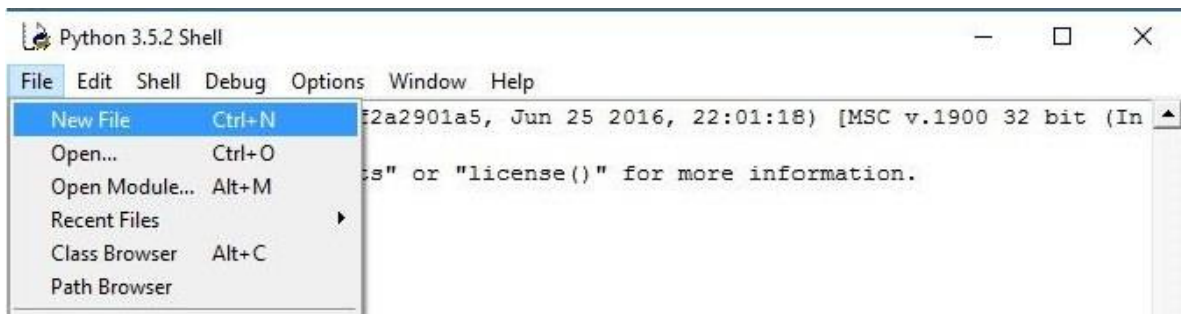 Python 3.5.2 Shell
File Edit Shell Debug Options Window Help
New File Ctrl+N
f2a2901a5, Jun 25 2016, 22:01:18) [MSC v.1900 32 bit (In
Open... Ctrl+O
s" or "license()" for more information.
Open Module... Alt+M
Recent Files
Class Browser Alt+C
Path Browser